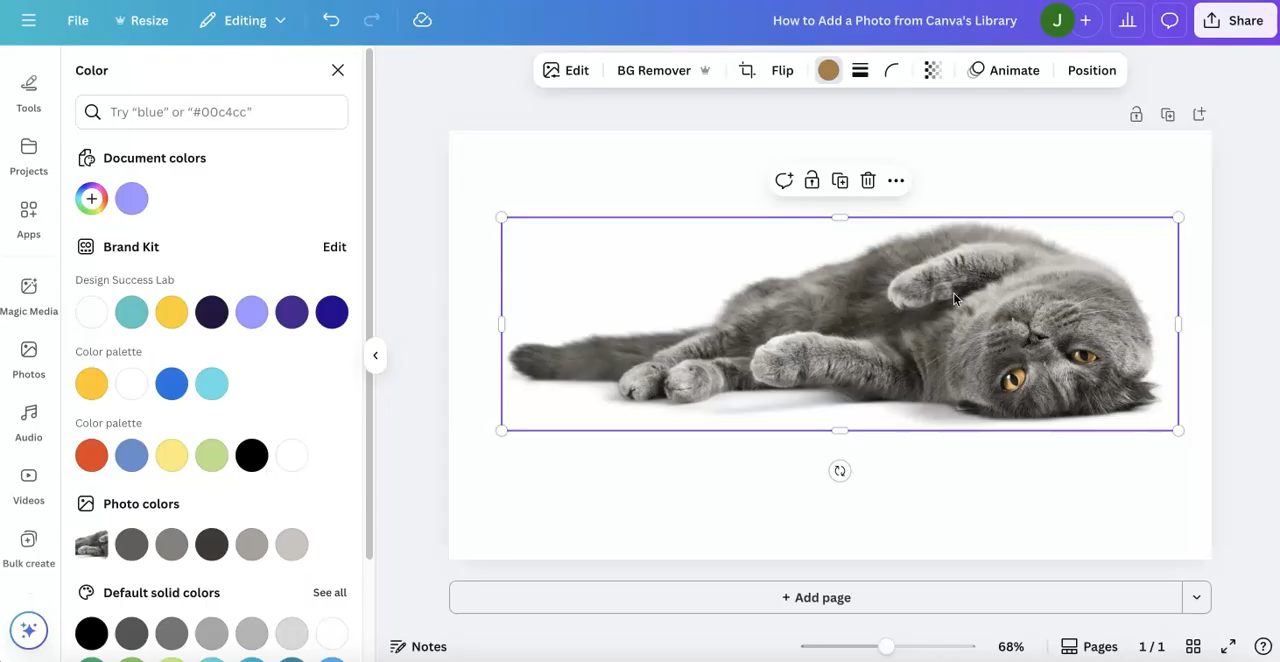 File
Resize
Editing
How to Add a Photo from Canva's Library
J
Share
Tools
Projects
Apps
Magic Media
Photos
Audio
Videos
Bulk create
Color
Try “blue” or “#00c4cc”
Document colors
Brand Kit
Edit
Design Success Lab
Color palette
Color palette
Photo colors
Default solid colors
See all
Edit
BG Remover
Flip
Animate
Position
+ Add page
Notes
68%
Pages
1 / 1